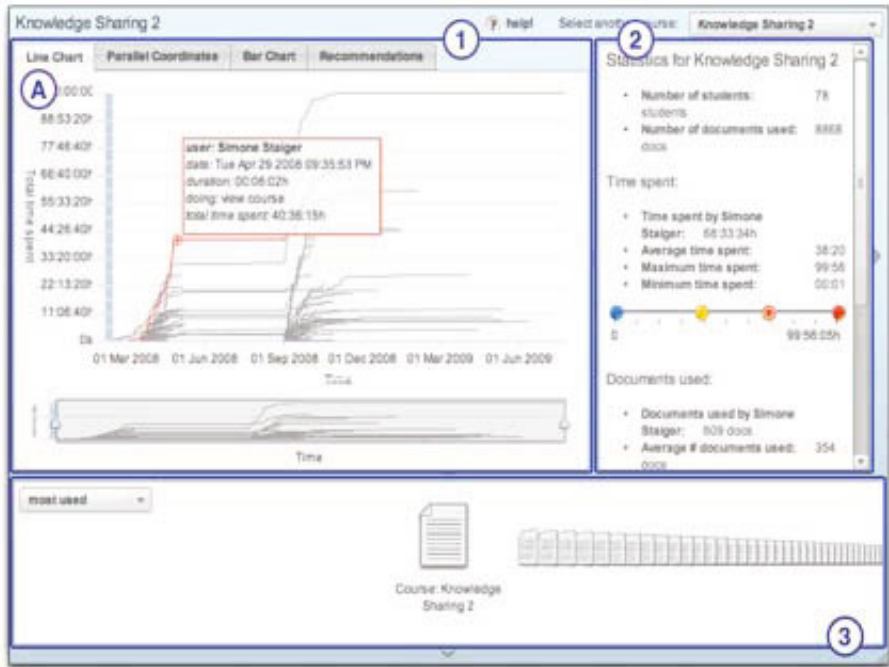 Knowledge Sharing 2
help!
Select another course:
Knowledge Sharing 2
1
2
Line Chart
Parallel Coordinates
Bar Chart
Recommendations
A
88:53:20h
77:46:40h
66:40:00h
55:33:20h
44:26:40h
33:20:00h
22:13:20h
11:06:40h
0s
Total time spent
user: Simone Staiger
date: Tue Apr 29 2008 09:35:53 PM
duration: 00:06:02h
doing: view course
total time spent: 40:36:15h
01 Mar 2008
01 Jun 2008
01 Sep 2008
01 Dec 2008
01 Mar 2009
01 Jun 2009
Time
Time
Statistics for Knowledge Sharing 2
Number of students: 78
students
Number of documents used: 8868
docs
Time spent:
Time spent by Simone
Staiger: 68:33:34h
Average time spent: 38:20
Maximum time spent: 99:56
Minimum time spent: 00:01
0
99:56:05h
Documents used:
Documents used by Simone
Staiger: 609 docs
Average # documents used: 354
docs
most used
Course: Knowledge
Sharing 2
3